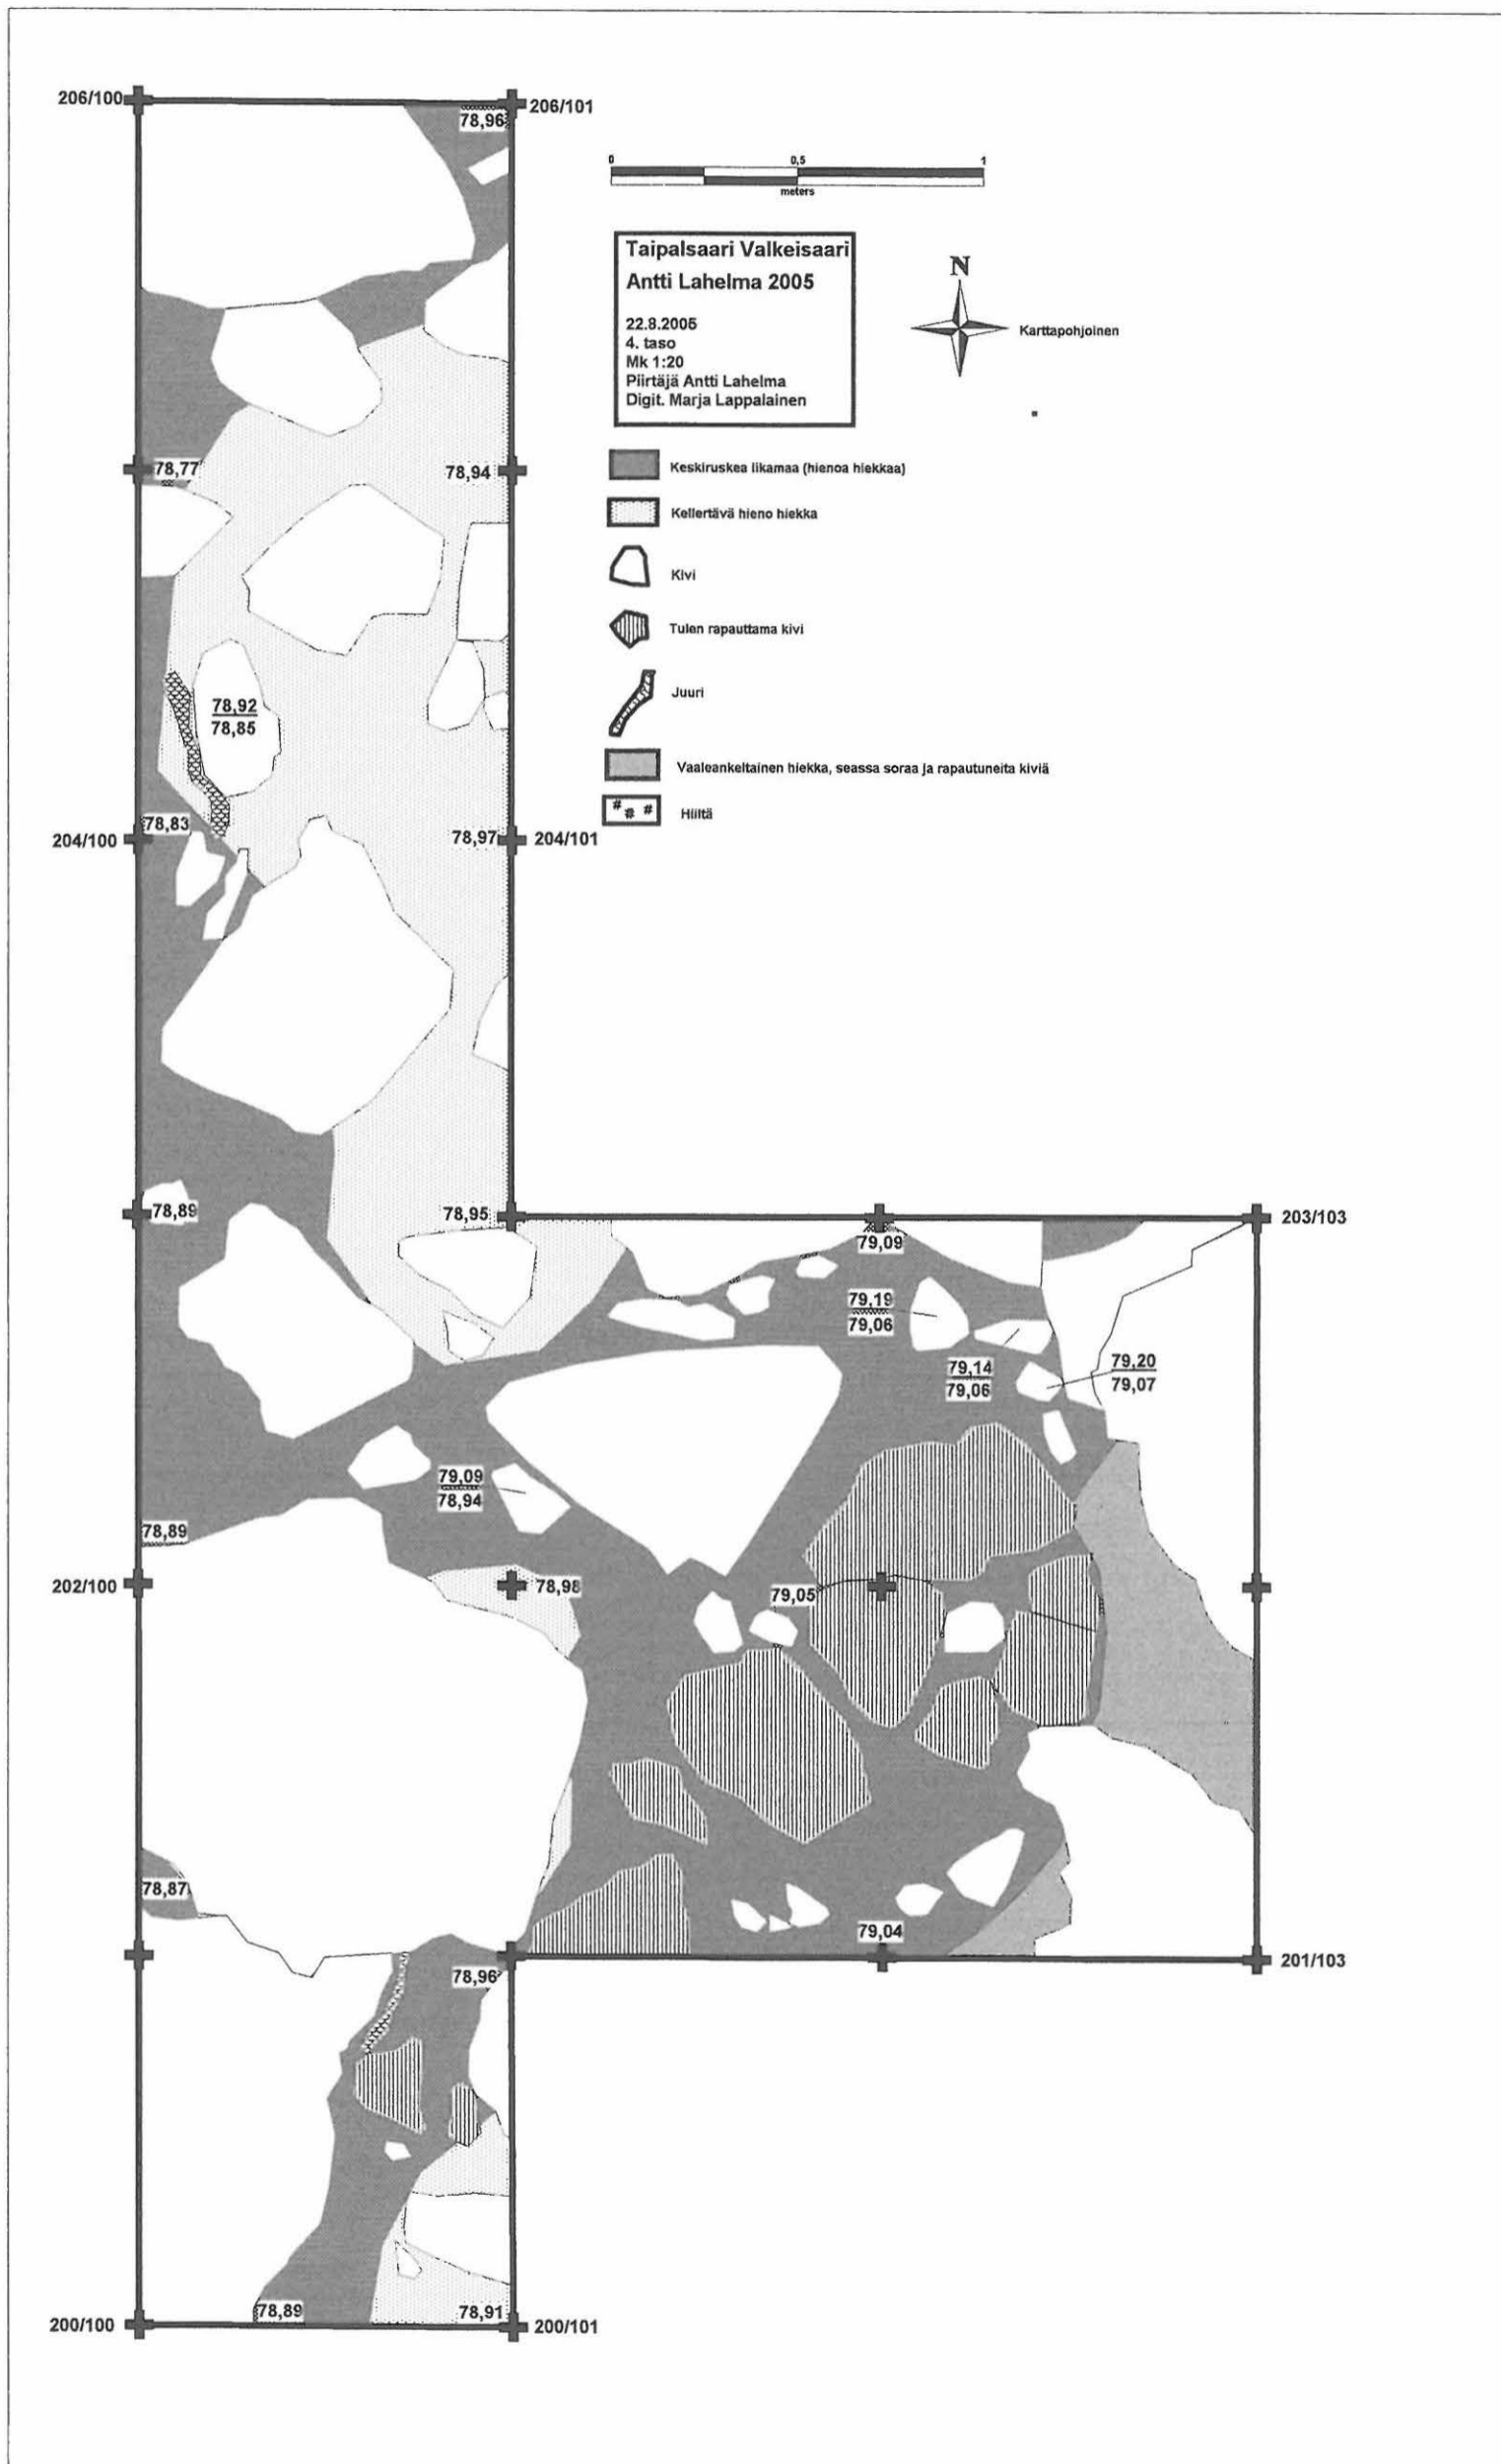 206/100
206/101
78,96
0 0,5 1
meters
Taipalsaari Valkeisaari
Antti Lahelma 2005
22.8.2005
4. taso
Mk 1:20
Piirtäjä Antti Lahelma
Digit. Marja Lappalainen
N
Karttapohjoinen
78,77
78,94
Keskiruskea likamaa (hienoa hiekkaa)
Kellertävä hieno hiekka
Kivi
Tulen rapauttama kivi
Juuri
78,92
78,85
Vaaleankeltainen hiekka, seassa soraa ja rapautuneita kiviä
# # #
Hiiltä
78,83
204/100
78,97
204/101
78,89
78,95
203/103
79,09
79,19
79,06
79,14
79,06
79,20
79,07
79,09
78,94
78,89
202/100
78,98
79,05
78,87
79,04
78,96
201/103
78,89
78,91
200/100
200/101